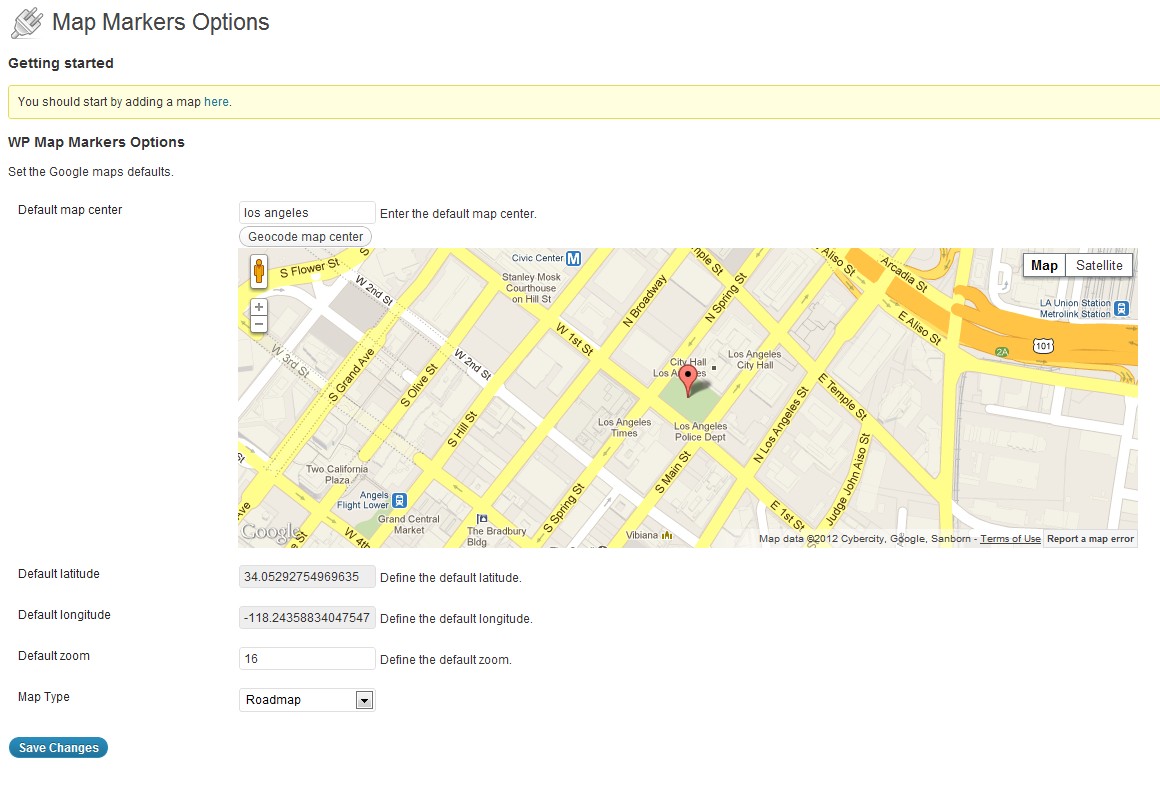 Map Markers Options
Getting started
You should start by adding a map here.
WP Map Markers Options
Set the Google maps defaults.
Default map center
los angeles
Enter the default map center.
Geocode map center
Map
Satellite
S Flower St
W 2nd St
W 3rd St
S Grand Ave
S Olive St
W 2nd St
S Hill St
Civic Center
M
Stanley Mosk
Courthouse
on Hill St
W 1st St
N Broadway
N Spring St
E Aliso St
Arcadia St
LA Union Station
Metrolink Station
101
2A
City Hall
Los Angeles
City Hall
E Temple St
Los Angeles
Times
Los Angeles
Police Dept
N Los Angeles St
S Main St
S Spring St
Judge John Aiso St
E 1st St
Two California
Plaza
Angels
Flight Lower
Grand Central
Market
The Bradbury
Bldg
Vibiana
W 4th
Google
Map data ©2012 Cybercity, Google, Sanborn - Terms of Use
Report a map error
Default latitude
34.05292754969635
Define the default latitude.
Default longitude
-118.24358834047547
Define the default longitude.
Default zoom
16
Define the default zoom.
Map Type
Roadmap
Save Changes